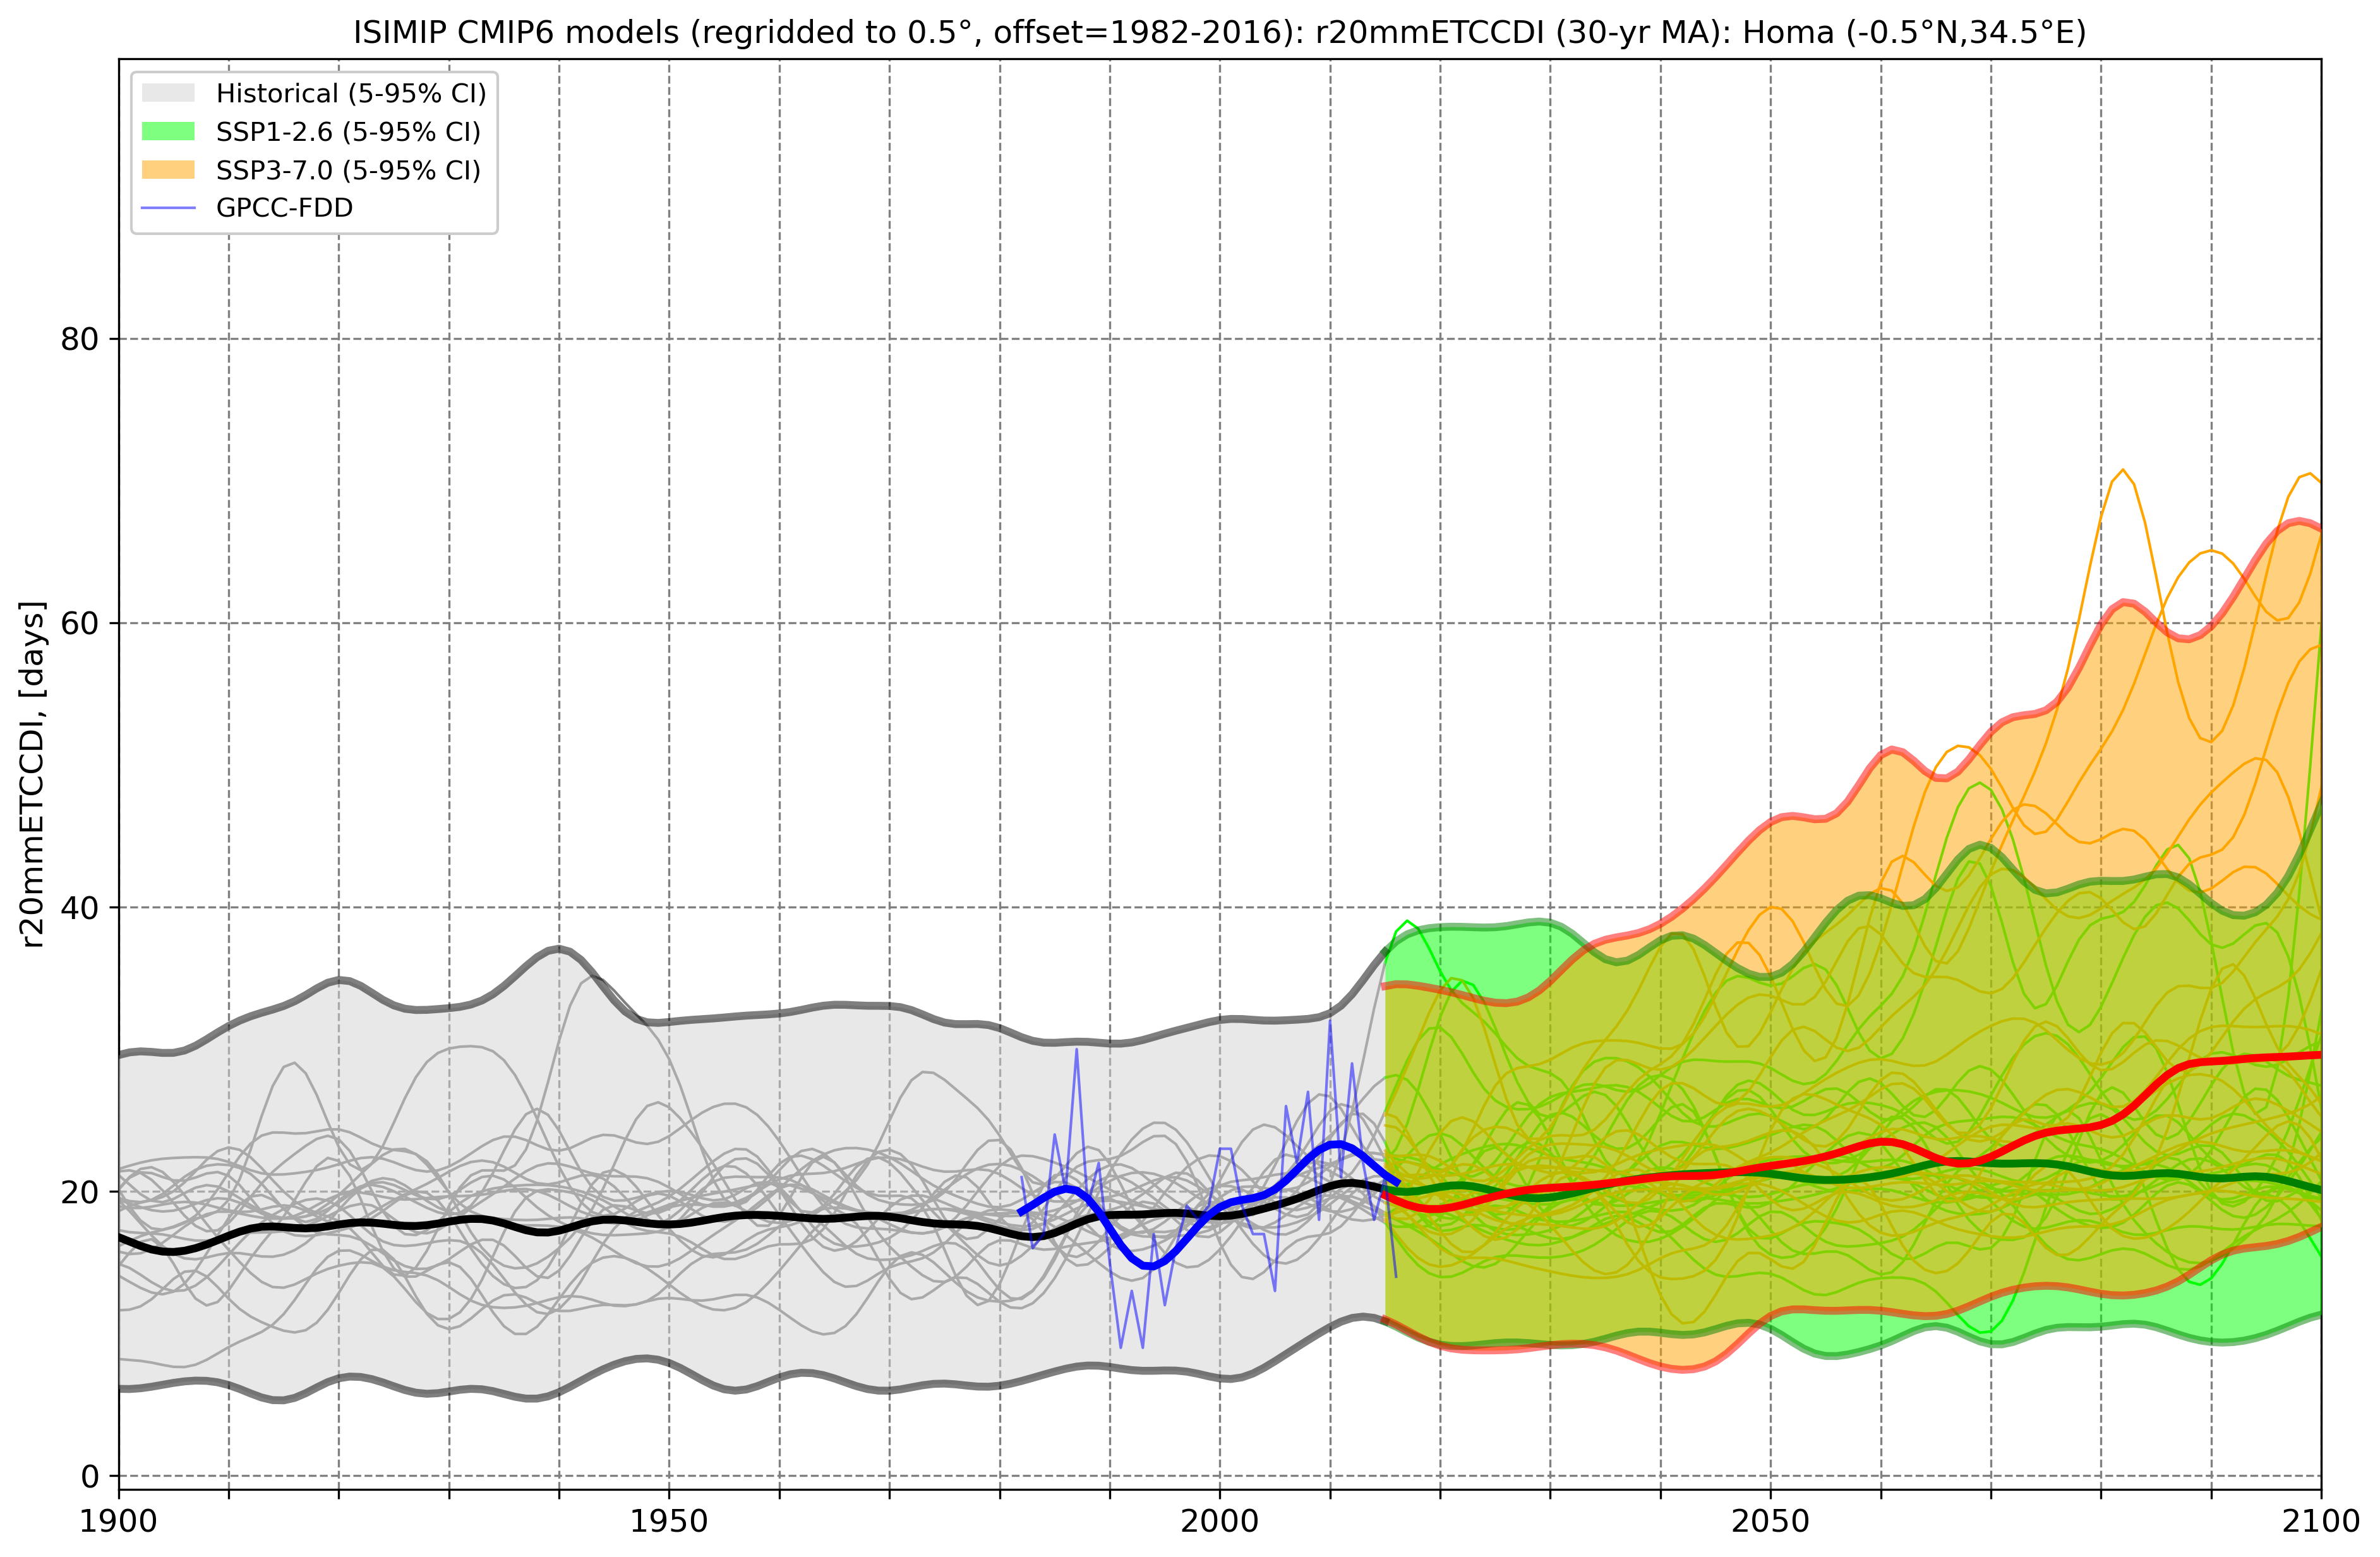 ISIMIP CMIP6 models (regridded to 0.5°, offset=1982-2016): r20mmETCCDI (30-yr MA): Homa (-0.5°N,34.5°E)
Historical (5-95% CI)
SSP1-2.6 (5-95% CI)
SSP3-7.0 (5-95% CI)
GPCC-FDD
r20mmETCCDI, [days]
80
60
40
20
0
1900
1950
2000
2050
2100